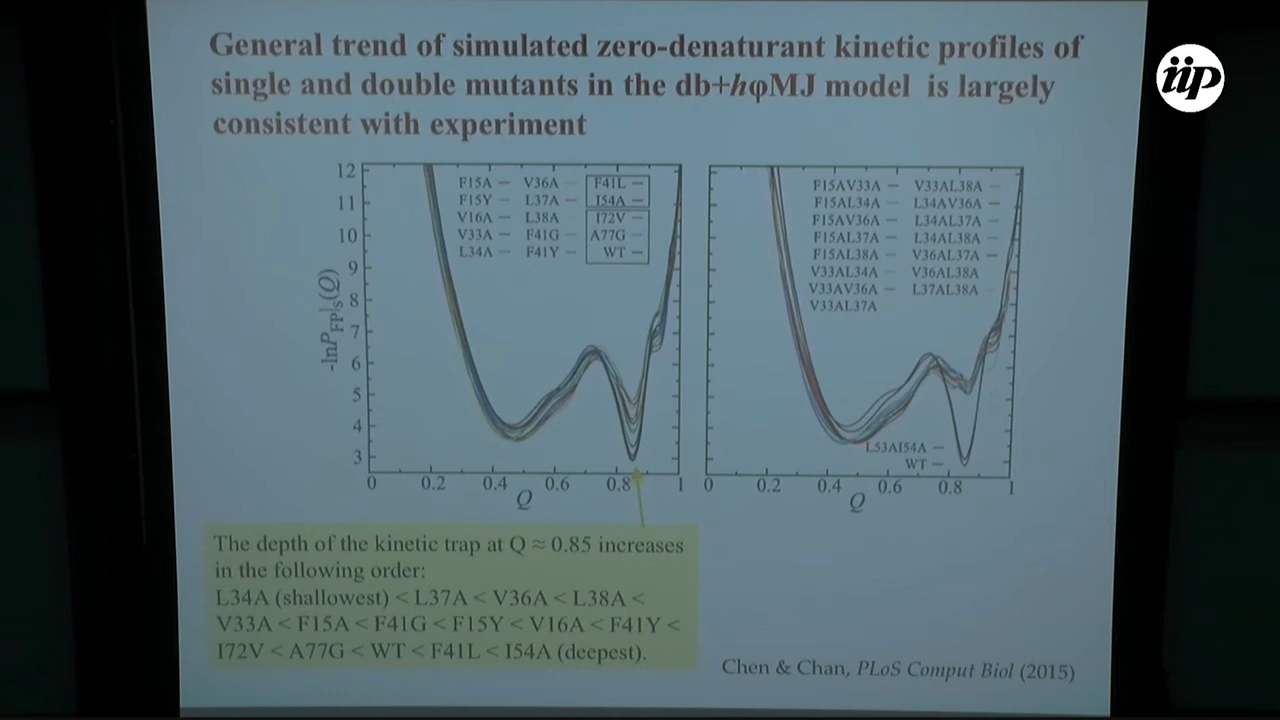 General trend of simulated zero-denaturant kinetic profiles of
single and double mutants in the db+hφMJ model is largely
consistent with experiment
iip
12
11
10
9
8
7
6
5
4
3
-lnP_FP|s(Q)
F15A — V36A — F41L —
F15Y — L37A — I54A —
V16A — L38A — I72V —
V33A — F41G — A77G —
L34A — F41Y — WT —
0 0.2 0.4 0.6 0.8 1
Q
F15AV33A — V33AL38A —
F15AL34A — L34AV36A —
F15AV36A — L34AL37A —
F15AL37A — L34AL38A —
F15AL38A — V36AL37A —
V33AL34A — V36AL38A
V33AV36A — L37AL38A
V33AL37A
L53AI54A —
WT —
0 0.2 0.4 0.6 0.8 1
Q
The depth of the kinetic trap at Q ≈ 0.85 increases
in the following order:
L34A (shallowest) < L37A < V36A < L38A <
V33A < F15A < F41G < F15Y < V16A < F41Y <
I72V < A77G < WT < F41L < I54A (deepest).
Chen & Chan, PLoS Comput Biol (2015)